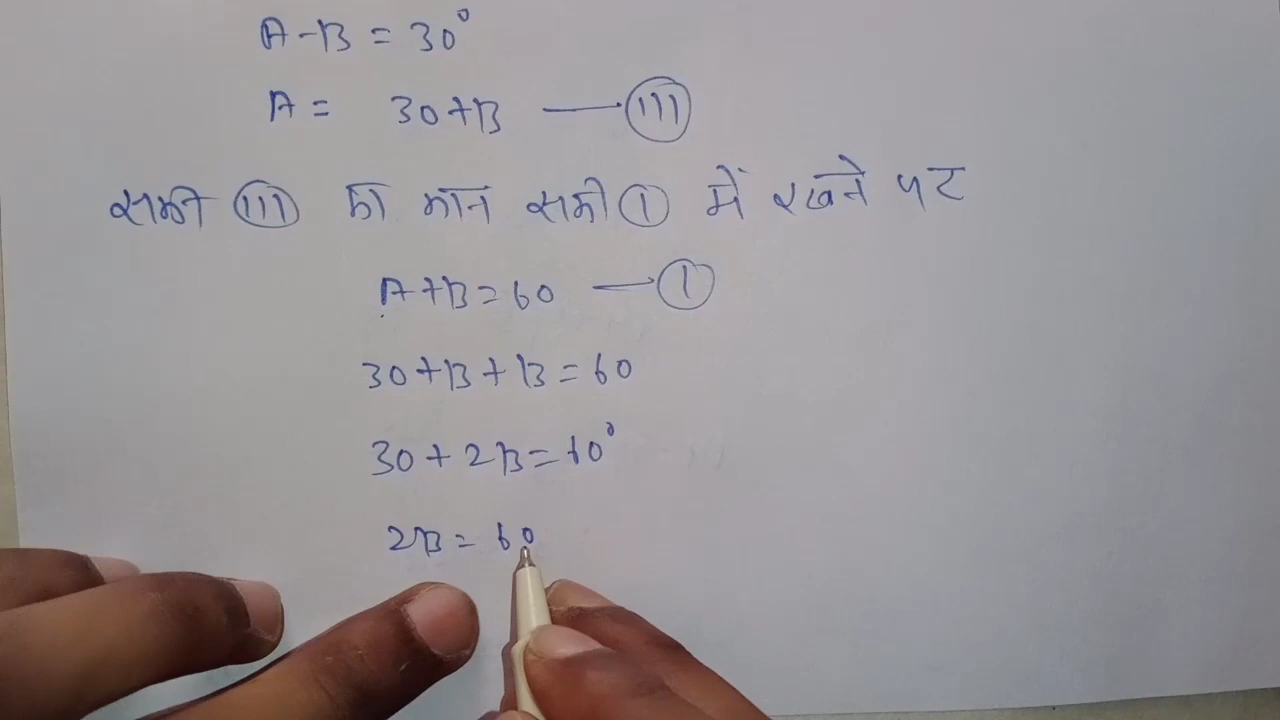 A-B = 30°
A = 30+B — (III)
समी (III) का मान समी (I) में रखने पर
A+B=60 — (I)
30+B+B=60
30+2B=60°
2B= 60